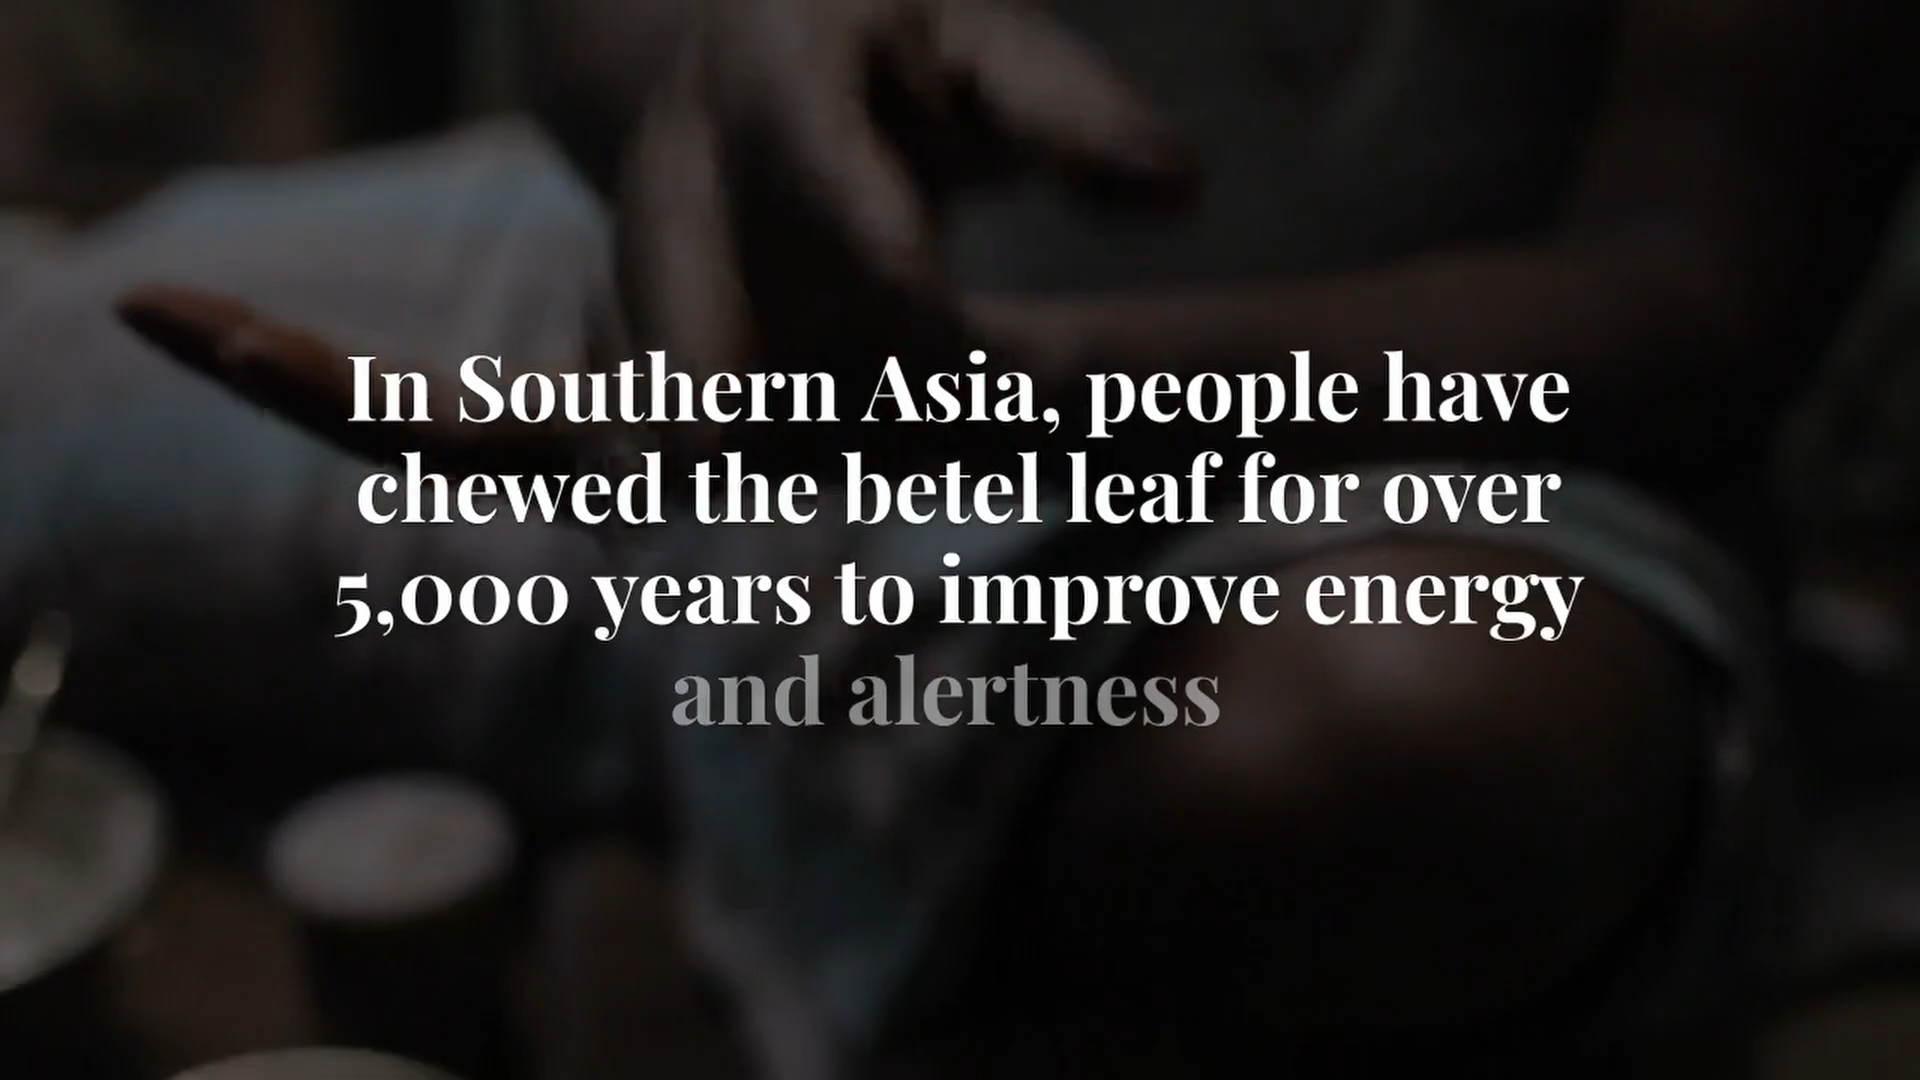 In Southern Asia, people have
chewed the betel leaf for over
5,000 years to improve energy
and alertness